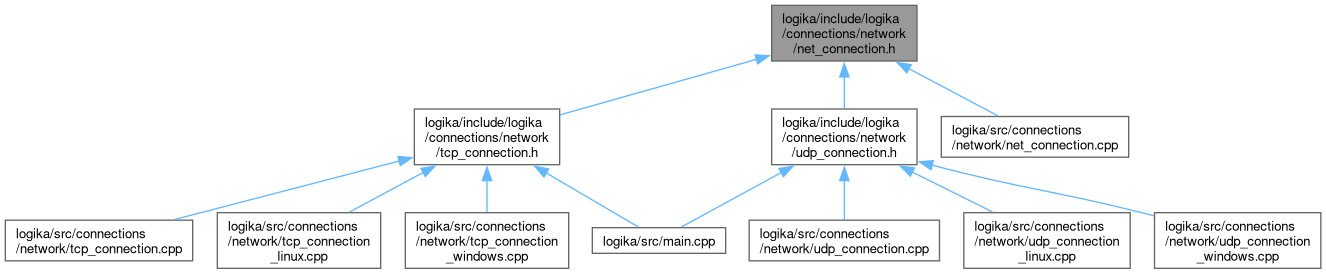 logika/include/logika
/connections/network
/net_connection.h
logika/include/logika
/connections/network
/tcp_connection.h
logika/include/logika
/connections/network
/udp_connection.h
logika/src/connections
/network/net_connection.cpp
logika/src/connections
/network/tcp_connection.cpp
logika/src/connections
/network/tcp_connection
_linux.cpp
logika/src/connections
/network/tcp_connection
_windows.cpp
logika/src/main.cpp
logika/src/connections
/network/udp_connection.cpp
logika/src/connections
/network/udp_connection
_linux.cpp
logika/src/connections
/network/udp_connection
_windows.cpp